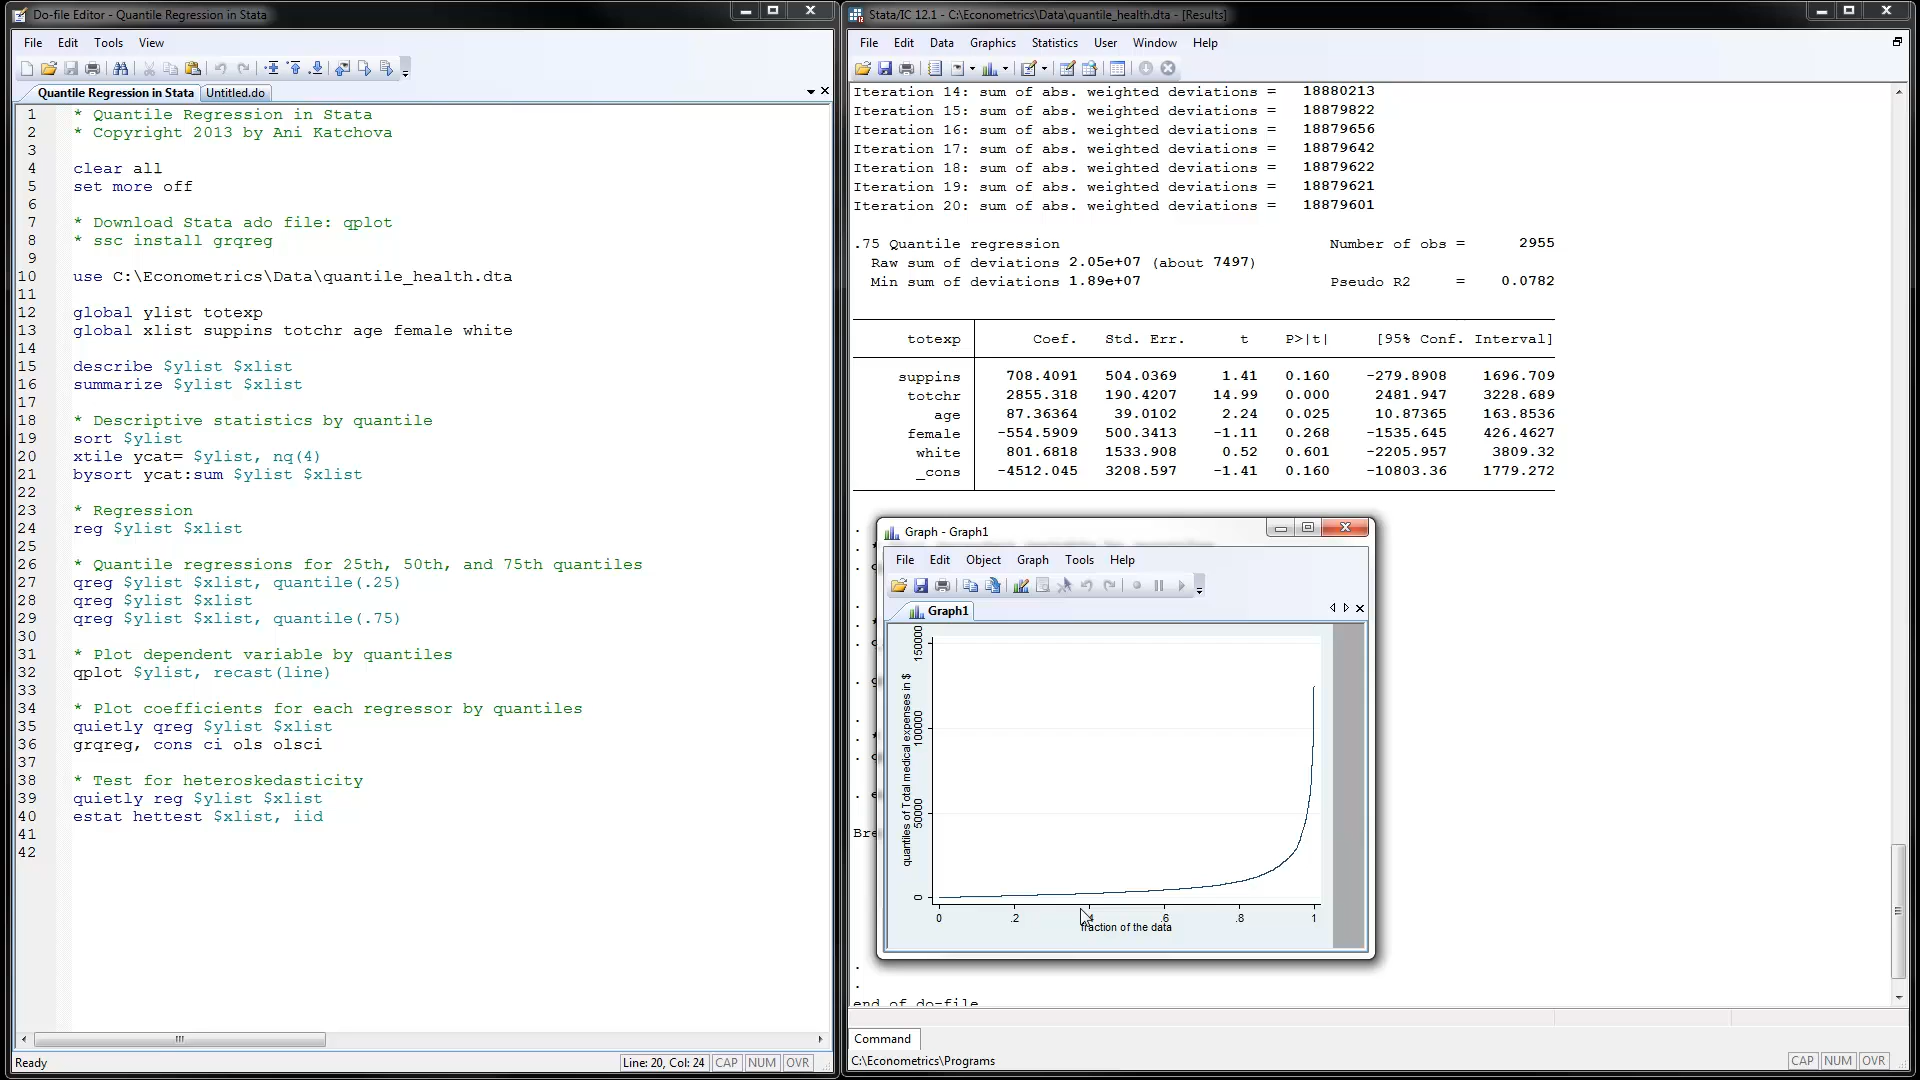 Do-file Editor - Quantile Regression in Stata
File Edit Tools View
Quantile Regression in Stata Untitled.do
1 * Quantile Regression in Stata
2 * Copyright 2013 by Ani Katchova
3
4 clear all
5 set more off
6
7 * Download Stata ado file: qplot
8 * ssc install grqreg
9
10 use C:\Econometrics\Data\quantile_health.dta
11
12 global ylist totexp
13 global xlist suppins totchr age female white
14
15 describe $ylist $xlist
16 summarize $ylist $xlist
17
18 * Descriptive statistics by quantile
19 sort $ylist
20 xtile ycat= $ylist, nq(4)
21 bysort ycat:sum $ylist $xlist
22
23 * Regression
24 reg $ylist $xlist
25
26 * Quantile regressions for 25th, 50th, and 75th quantiles
27 qreg $ylist $xlist, quantile(.25)
28 qreg $ylist $xlist
29 qreg $ylist $xlist, quantile(.75)
30
31 * Plot dependent variable by quantiles
32 qplot $ylist, recast(line)
33
34 * Plot coefficients for each regressor by quantiles
35 quietly qreg $ylist $xlist
36 grqreg, cons ci ols olsci
37
38 * Test for heteroskedasticity
39 quietly reg $ylist $xlist
40 estat hettest $xlist, iid
41
42
Ready Line: 20, Col: 24 CAP NUM OVR
Stata/IC 12.1 - C:\Econometrics\Data\quantile_health.dta - [Results]
File Edit Data Graphics Statistics User Window Help
Iteration 14: sum of abs. weighted deviations = 18880213
Iteration 15: sum of abs. weighted deviations = 18879822
Iteration 16: sum of abs. weighted deviations = 18879656
Iteration 17: sum of abs. weighted deviations = 18879642
Iteration 18: sum of abs. weighted deviations = 18879622
Iteration 19: sum of abs. weighted deviations = 18879621
Iteration 20: sum of abs. weighted deviations = 18879601
.75 Quantile regression Number of obs = 2955
Raw sum of deviations 2.05e+07 (about 7497)
Min sum of deviations 1.89e+07 Pseudo R2 = 0.0782
totexp Coef. Std. Err. t P>|t| [95% Conf. Interval]
suppins 708.4091 504.0369 1.41 0.160 -279.8908 1696.709
totchr 2855.318 190.4207 14.99 0.000 2481.947 3228.689
age 87.36364 39.0102 2.24 0.025 10.87365 163.8536
female -554.5909 500.3413 -1.11 0.268 -1535.645 426.4627
white 801.6818 1533.908 0.52 0.601 -2205.957 3809.32
_cons -4512.045 3208.597 -1.41 0.160 -10803.36 1779.272
Graph - Graph1
File Edit Object Graph Tools Help
Graph1
quantiles of Total medical expenses in $
150000
100000
50000
0
0 .2 .6 .8 1
fraction of the data
end of do-file
Command
C:\Econometrics\Programs CAP NUM OVR